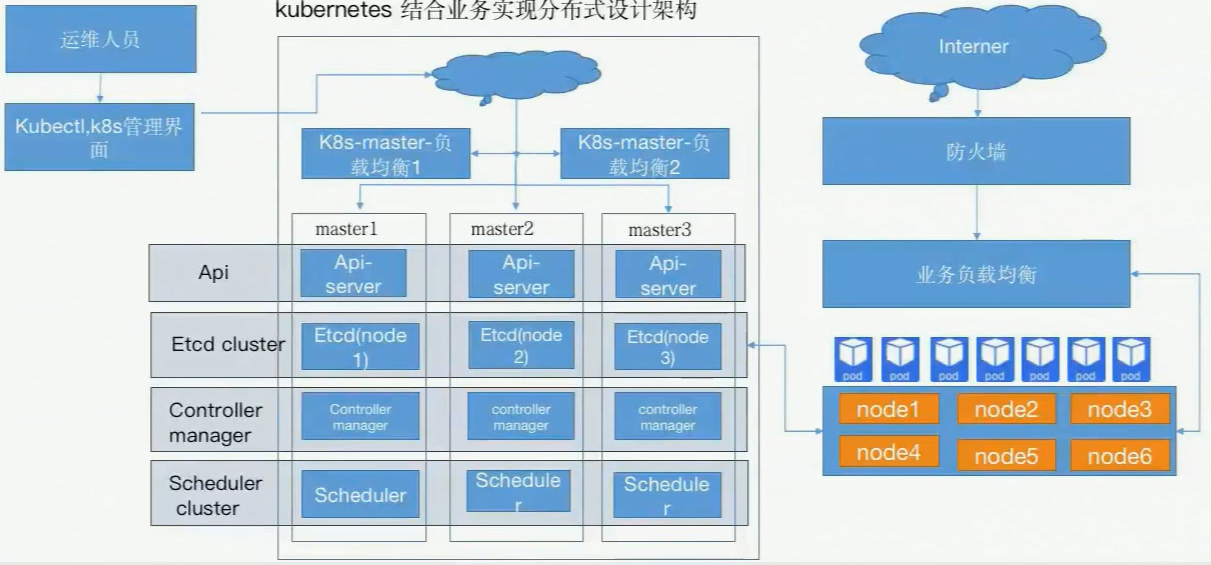 kubernetes 结合业务实现分布式设计架构
运维人员
Kubectl,k8s管理界
面
K8s-master-负
载均衡1
K8s-master-负
载均衡2
master1
master2
master3
Api
Api-
server
Api-
server
Api-
server
Etcd cluster
Etcd(node
1)
Etcd(node
2)
Etcd(node
3)
Controller
manager
Controller
manager
controller
manager
controller
manager
Scheduler
cluster
Scheduler
Schedule
r
Schedule
r
Interner
防火墙
业务负载均衡
pod
pod
pod
pod
pod
pod
pod
node1
node2
node3
node4
node5
node6